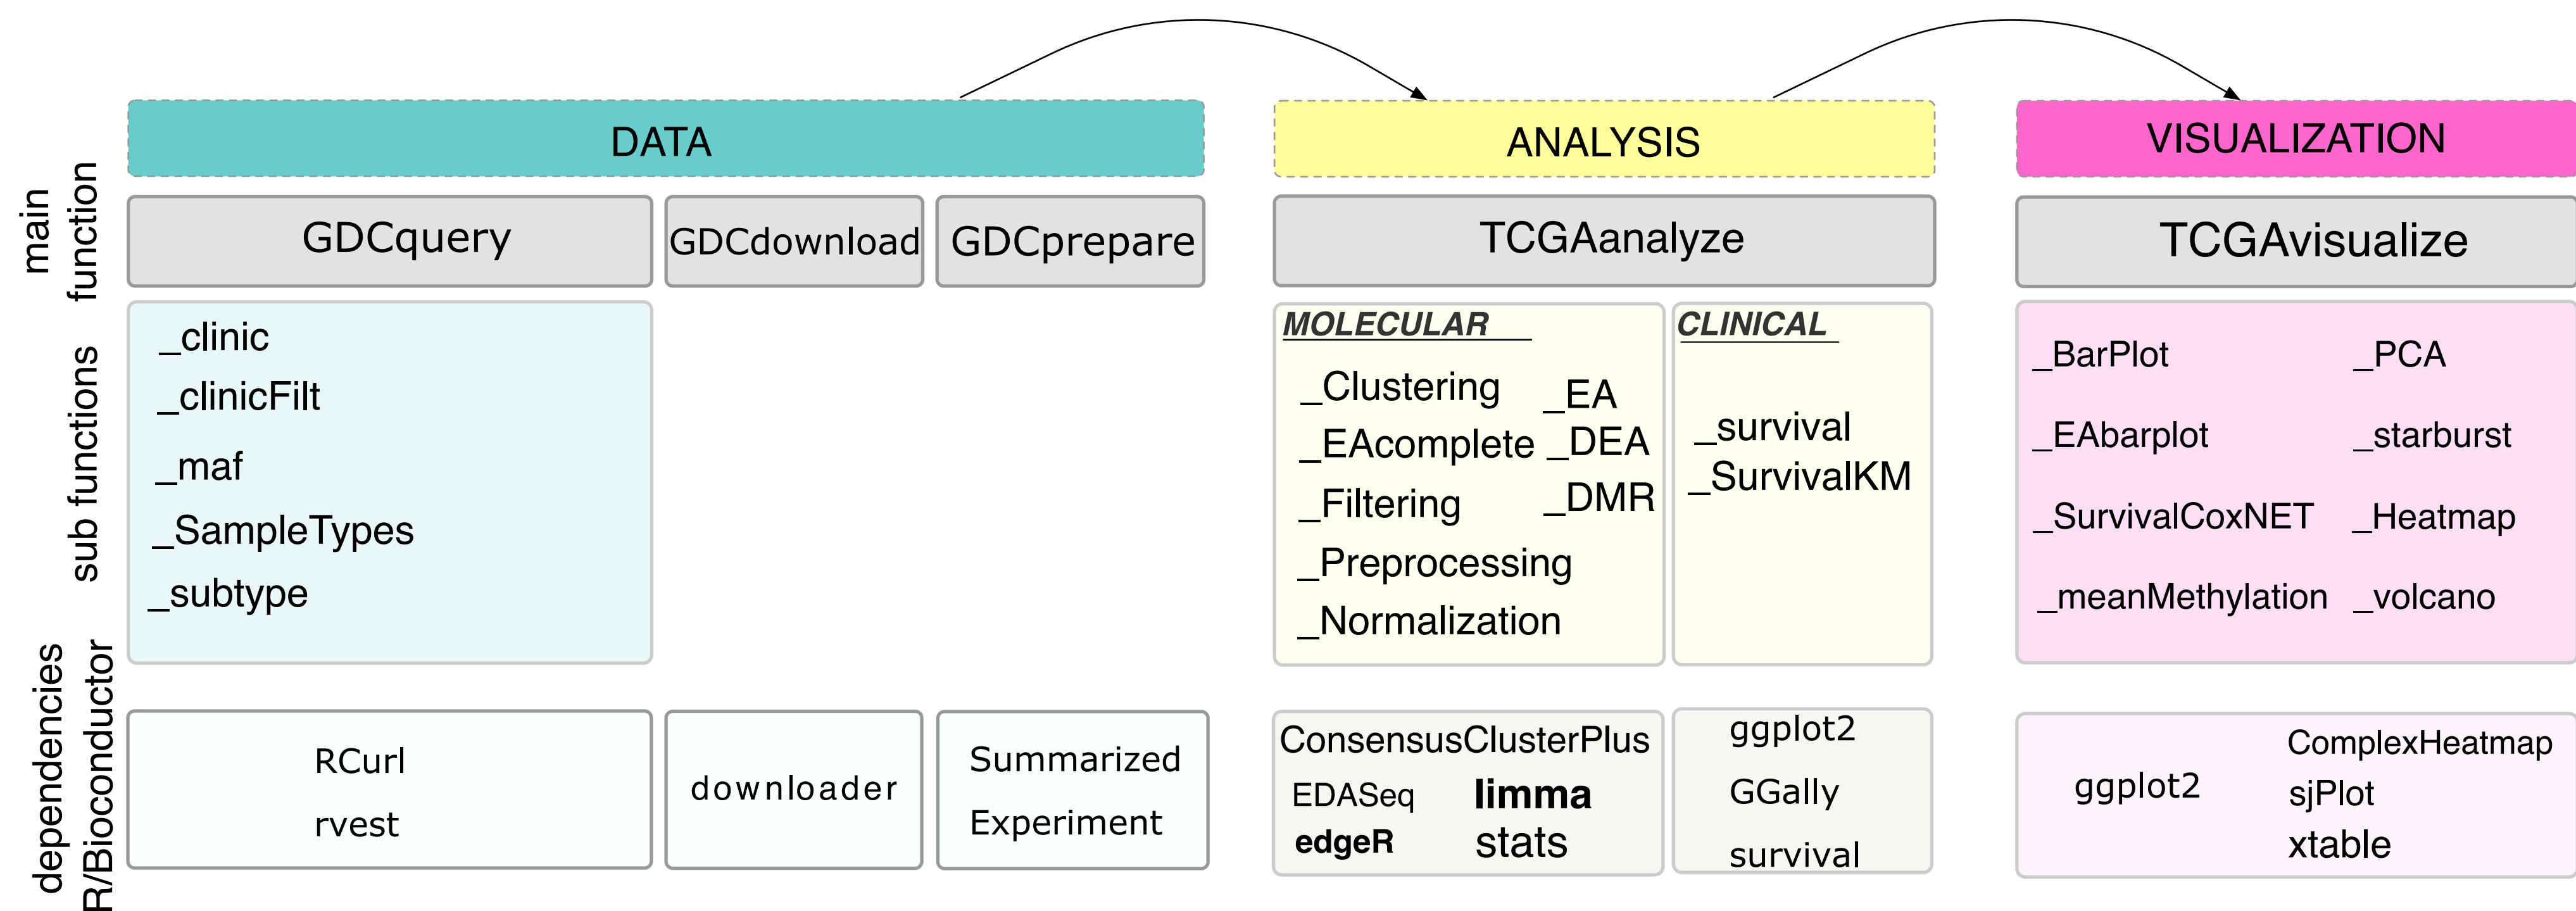 DATA
ANALYSIS
VISUALIZATION
main
function
GDCquery
GDCdownload
GDCprepare
TCGAanalyze
TCGAvisualize
sub functions
_clinic
_clinicFilt
_maf
_SampleTypes
_subtype
MOLECULAR
_Clustering
_EA
_EAcomplete
_DEA
_Filtering
_DMR
_Preprocessing
_Normalization
CLINICAL
_survival
_SurvivalKM
_BarPlot
_PCA
_EAbarplot
_starburst
_SurvivalCoxNET
_Heatmap
_meanMethylation
_volcano
dependencies
R/Bioconductor
RCurl
rvest
downloader
Summarized
Experiment
ConsensusClusterPlus
EDASeq
limma
edgeR
stats
ggplot2
GGally
survival
ggplot2
ComplexHeatmap
sjPlot
xtable